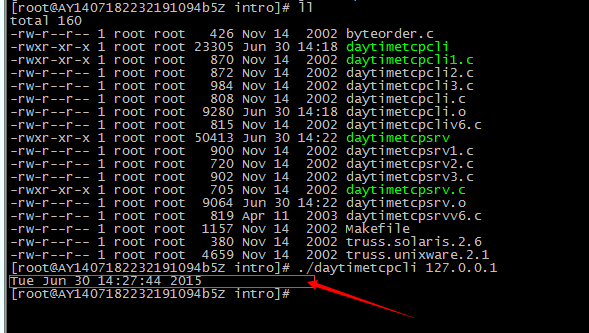 [root@AY1407182232191094b5Z intro]# ll
total 160
-rw-r--r-- 1 root root   426 Nov 14  2002 byteorder.c
-rwxr-xr-x 1 root root 23305 Jun 30 14:18 daytimetcpcli
-rwxr-xr-x 1 root root   870 Nov 14  2002 daytimetcpcli1.c
-rw-r--r-- 1 root root   872 Nov 14  2002 daytimetcpcli2.c
-rw-r--r-- 1 root root   984 Nov 14  2002 daytimetcpcli3.c
-rw-r--r-- 1 root root   808 Nov 14  2002 daytimetcpcli.c
-rw-r--r-- 1 root root  9280 Jun 30 14:18 daytimetcpcli.o
-rw-r--r-- 1 root root   815 Nov 14  2002 daytimetcpcliv6.c
-rwxr-xr-x 1 root root 50413 Jun 30 14:22 daytimetcpsrv
-rw-r--r-- 1 root root   900 Nov 14  2002 daytimetcpsrv1.c
-rw-r--r-- 1 root root   720 Nov 14  2002 daytimetcpsrv2.c
-rw-r--r-- 1 root root   902 Nov 14  2002 daytimetcpsrv3.c
-rwxr-xr-x 1 root root   705 Nov 14  2002 daytimetcpsrv.c
-rw-r--r-- 1 root root  9064 Jun 30 14:22 daytimetcpsrv.o
-rw-r--r-- 1 root root   819 Apr 11  2003 daytimetcpsrvv6.c
-rw-r--r-- 1 root root  1157 Nov 14  2002 Makefile
-rw-r--r-- 1 root root   380 Nov 14  2002 truss.solaris.2.6
-rw-r--r-- 1 root root  4659 Nov 14  2002 truss.unixware.2.1
[root@AY1407182232191094b5Z intro]# ./daytimetcpcli 127.0.0.1
Tue Jun 30 14:27:44 2015
[root@AY1407182232191094b5Z intro]#